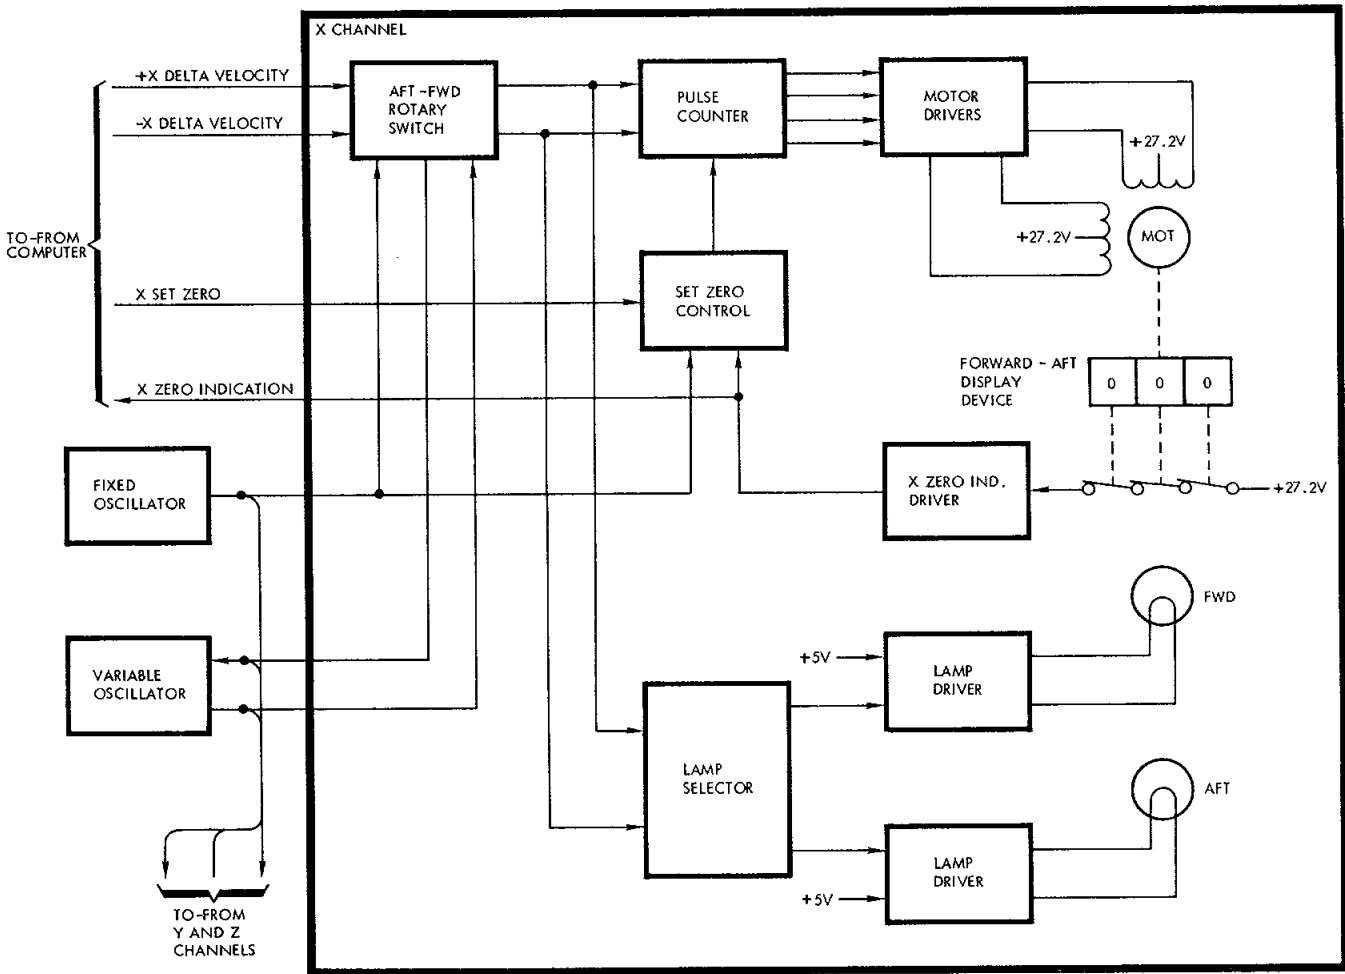 X CHANNEL
+X DELTA VELOCITY
-X DELTA VELOCITY
AFT-FWD
ROTARY
SWITCH
PULSE
COUNTER
MOTOR
DRIVERS
+27.2V
+27.2V
MOT
TO-FROM
COMPUTER
X SET ZERO
SET ZERO
CONTROL
X ZERO INDICATION
FORWARD - AFT
DISPLAY
DEVICE
0 0 0
FIXED
OSCILLATOR
X ZERO IND.
DRIVER
+27.2V
FWD
VARIABLE
OSCILLATOR
+5V
LAMP
DRIVER
LAMP
SELECTOR
AFT
LAMP
DRIVER
+5V
TO-FROM
Y AND Z
CHANNELS